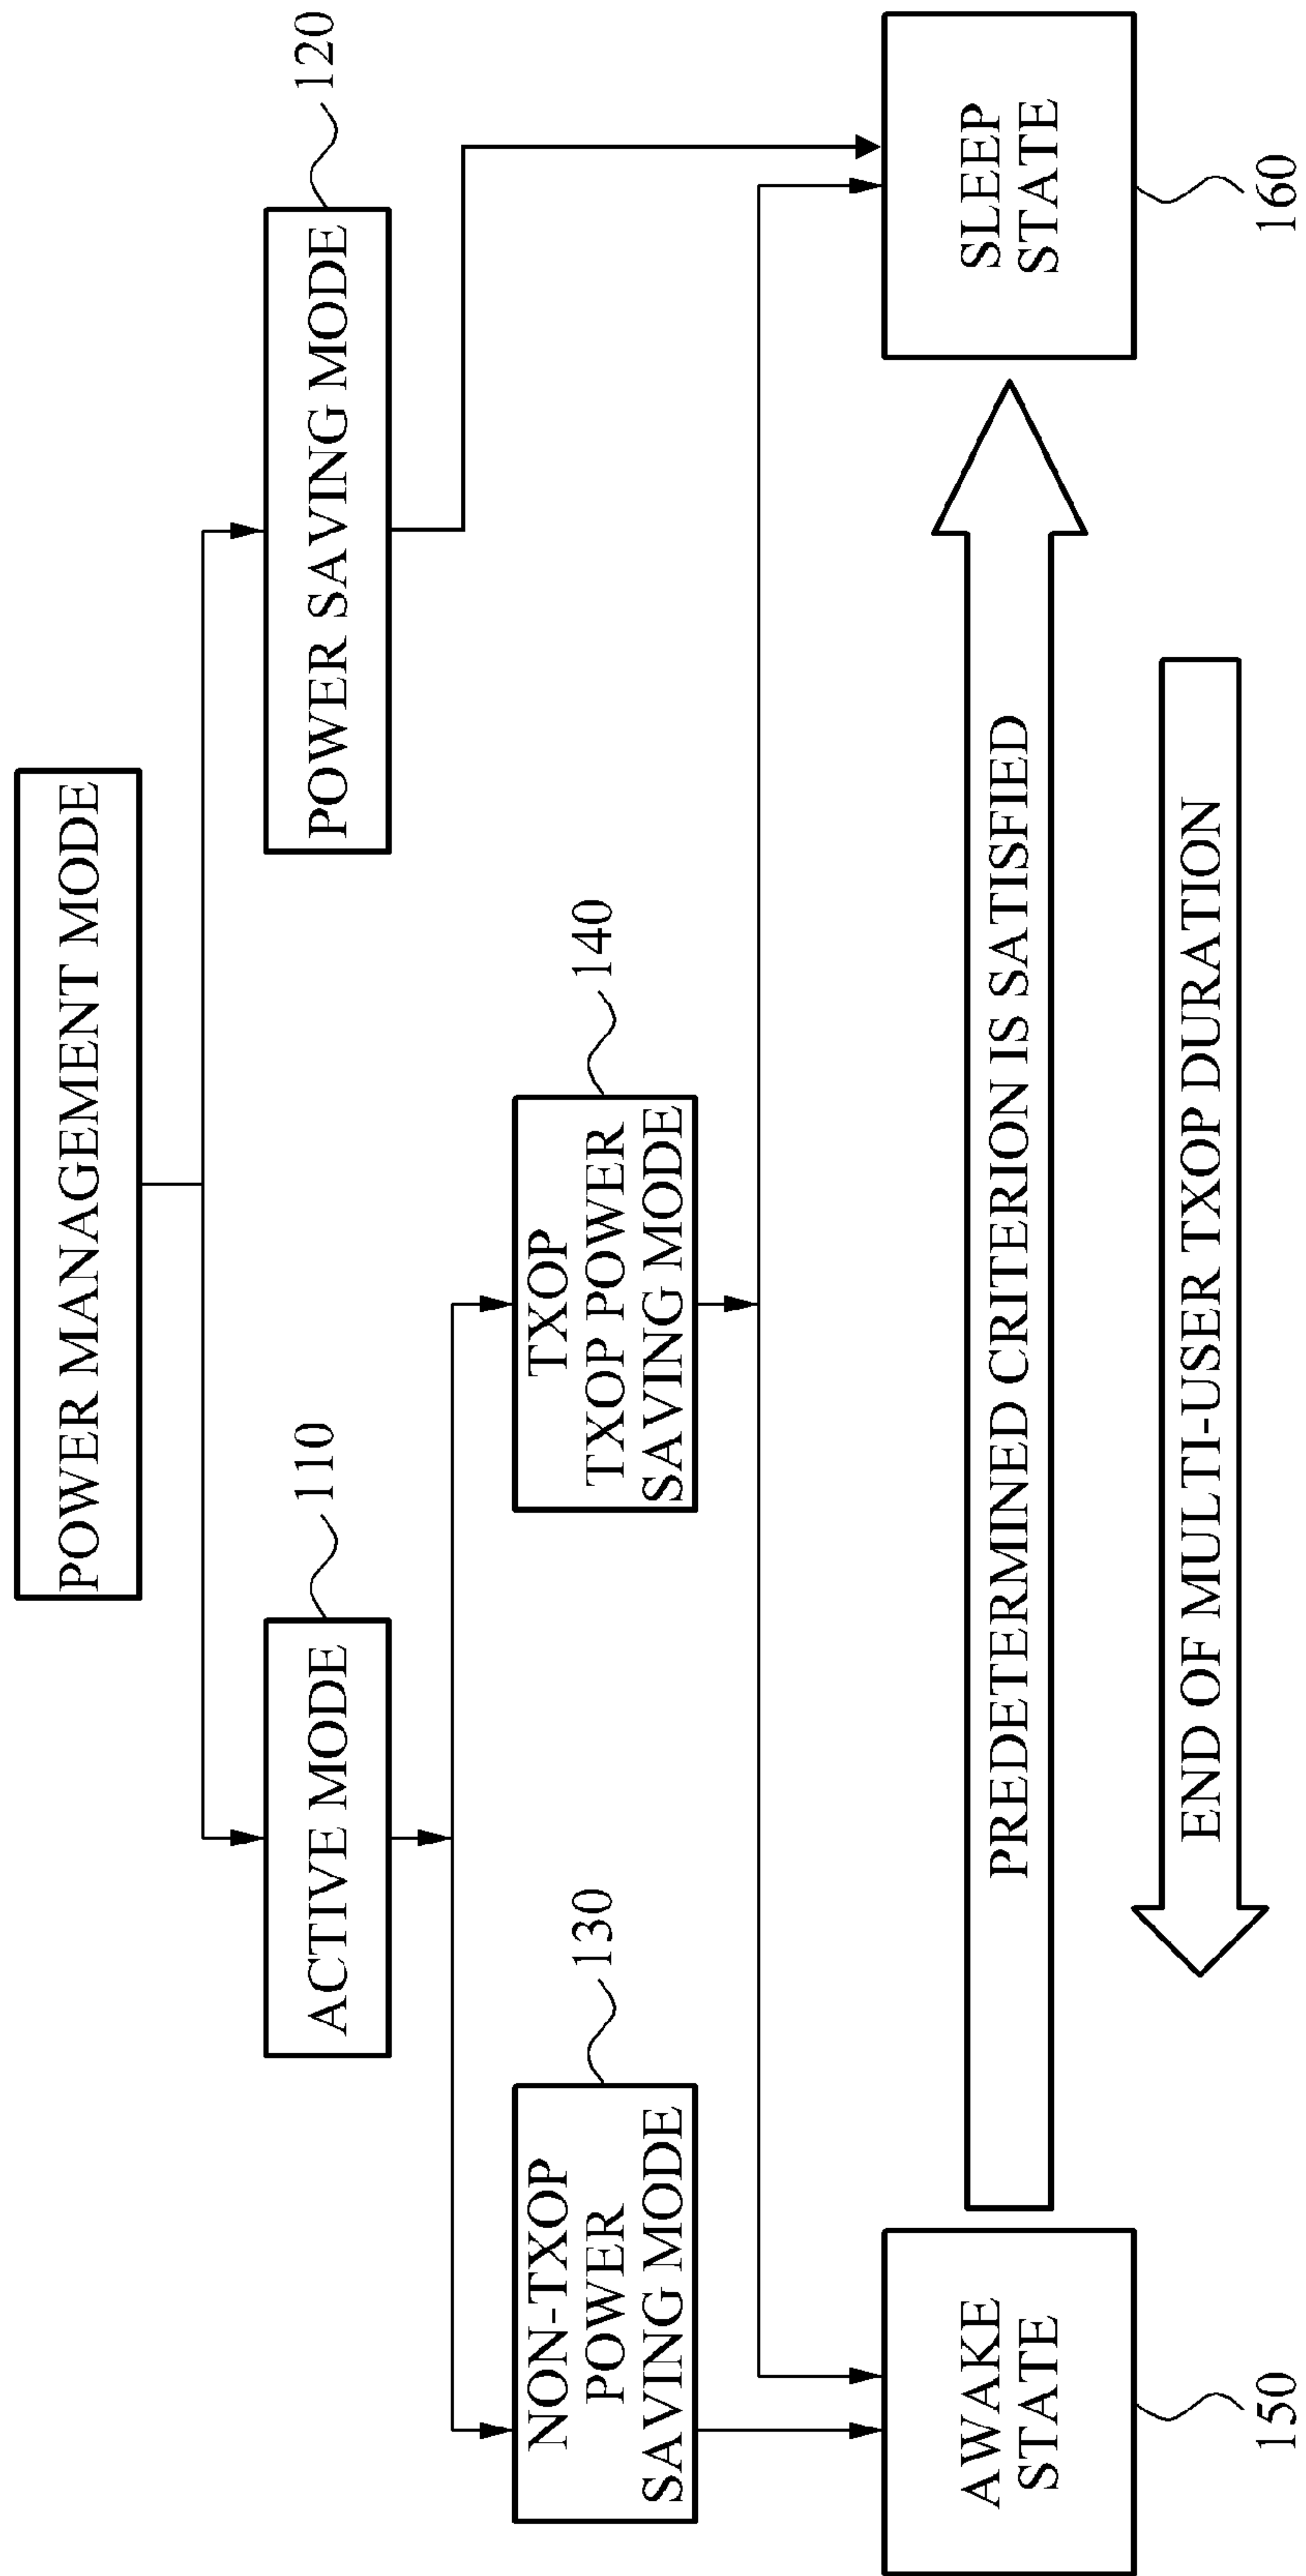 POWER MANAGEMENT MODE
110
120
ACTIVE MODE
POWER SAVING MODE
130
140
NON-TXOP
POWER
SAVING MODE
TXOP
TXOP POWER
SAVING MODE
AWAKE
STATE
PREDETERMINED CRITERION IS SATISFIED
SLEEP
STATE
END OF MULTI-USER TXOP DURATION
150
160